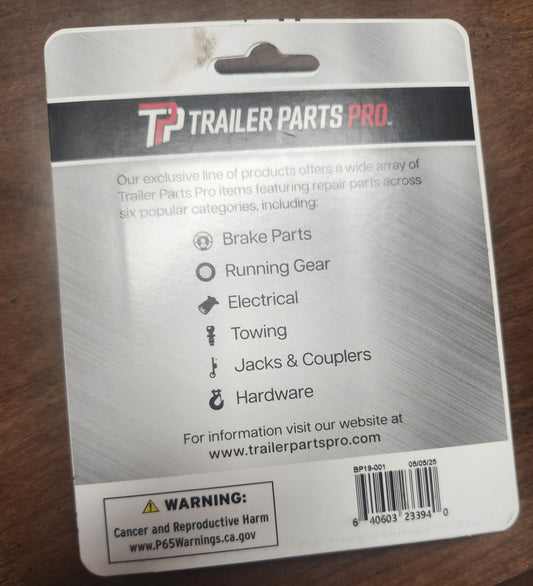 TP TRAILER PARTS PRO™
Our exclusive line of products offers a wide array of
Trailer Parts Pro items featuring repair parts across
six popular categories, including:
Brake Parts
Running Gear
Electrical
Towing
Jacks & Couplers
Hardware
For information visit our website at
www.trailerpartspro.com
WARNING:
Cancer and Reproductive Harm
www.P65Warnings.ca.gov
BP19-001 05/05/25
6 40603 23394 0